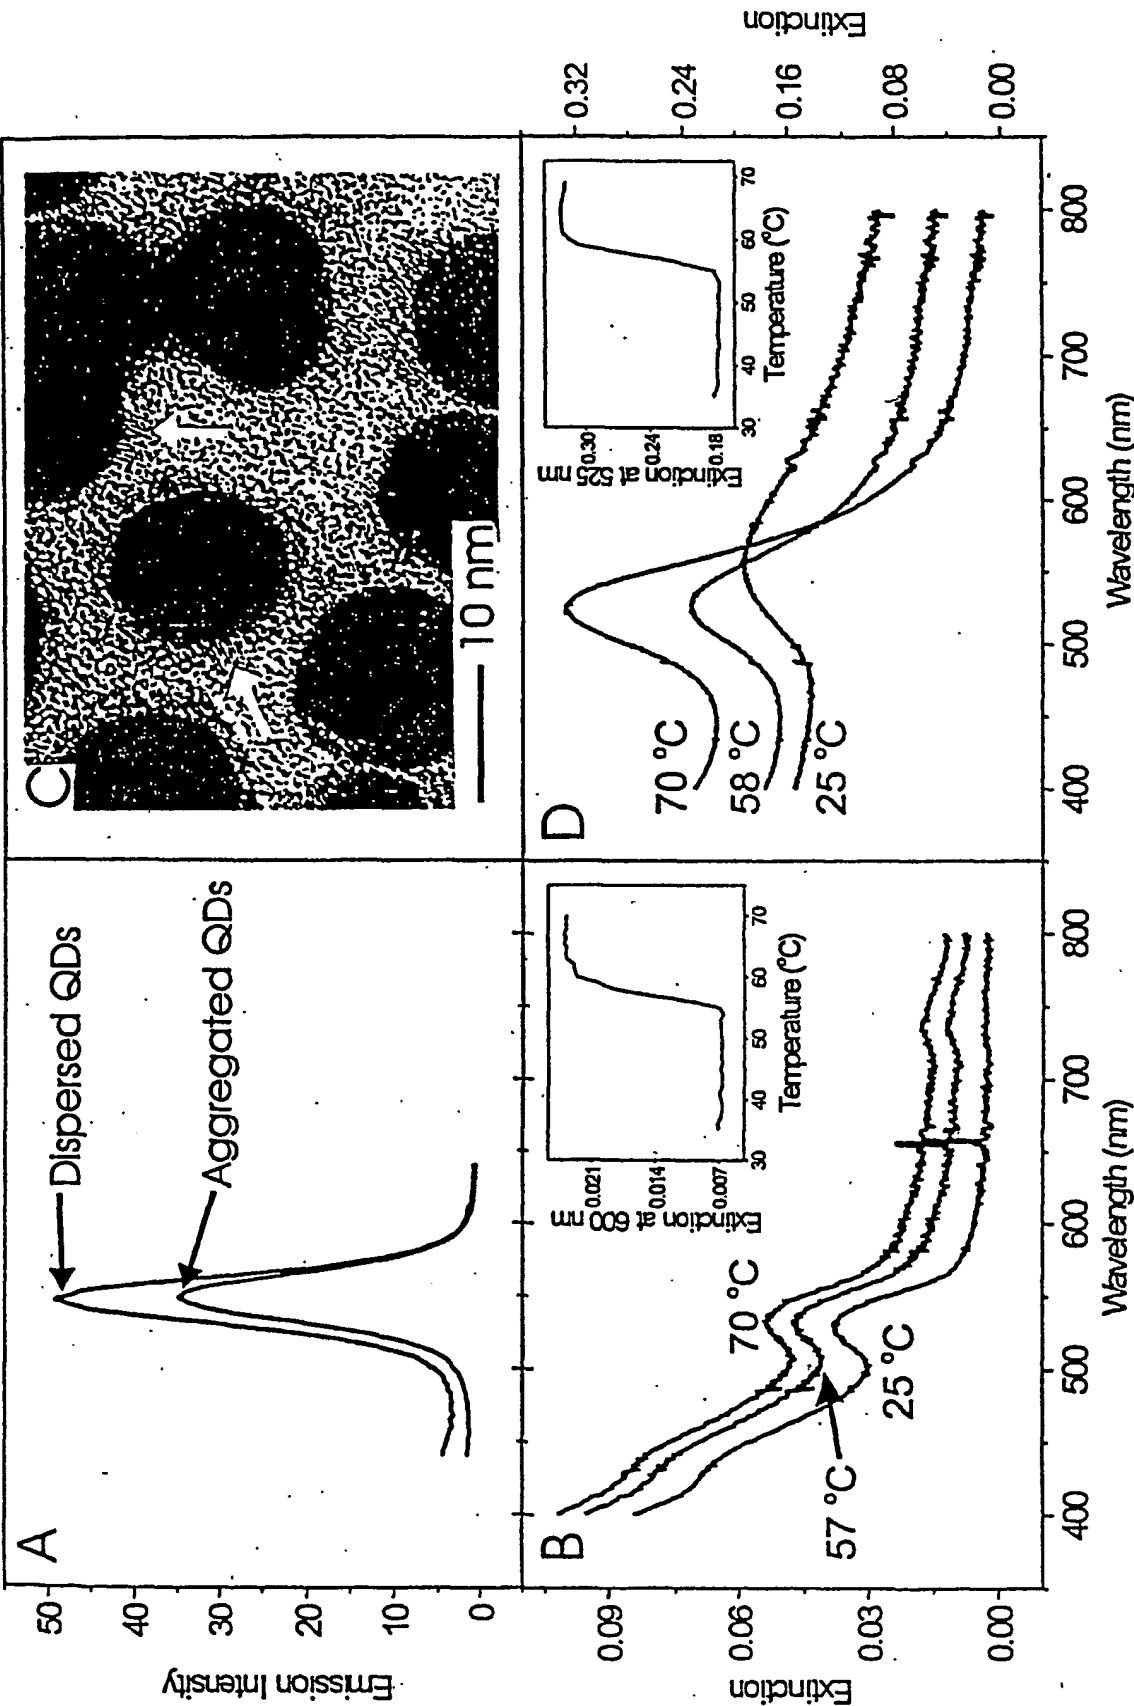 A
Dispersed QDs
Aggregated QDs
50
40
30
20
10
0
Emission Intensity
C
10 nm
B
70 °C
57 °C
25 °C
0.09
0.06
0.03
0.00
Extinction
400
500
600
700
800
Wavelength (nm)
Extinction at 600 nm
0.021
0.014
0.007
30
40
50
60
70
Temperature (°C)
D
70 °C
58 °C
25 °C
Extinction at 525 nm
0.30
0.24
0.18
30
40
50
60
70
Temperature (°C)
400
500
600
700
800
Wavelength (nm)
0.32
0.24
0.16
0.08
0.00
Extinction